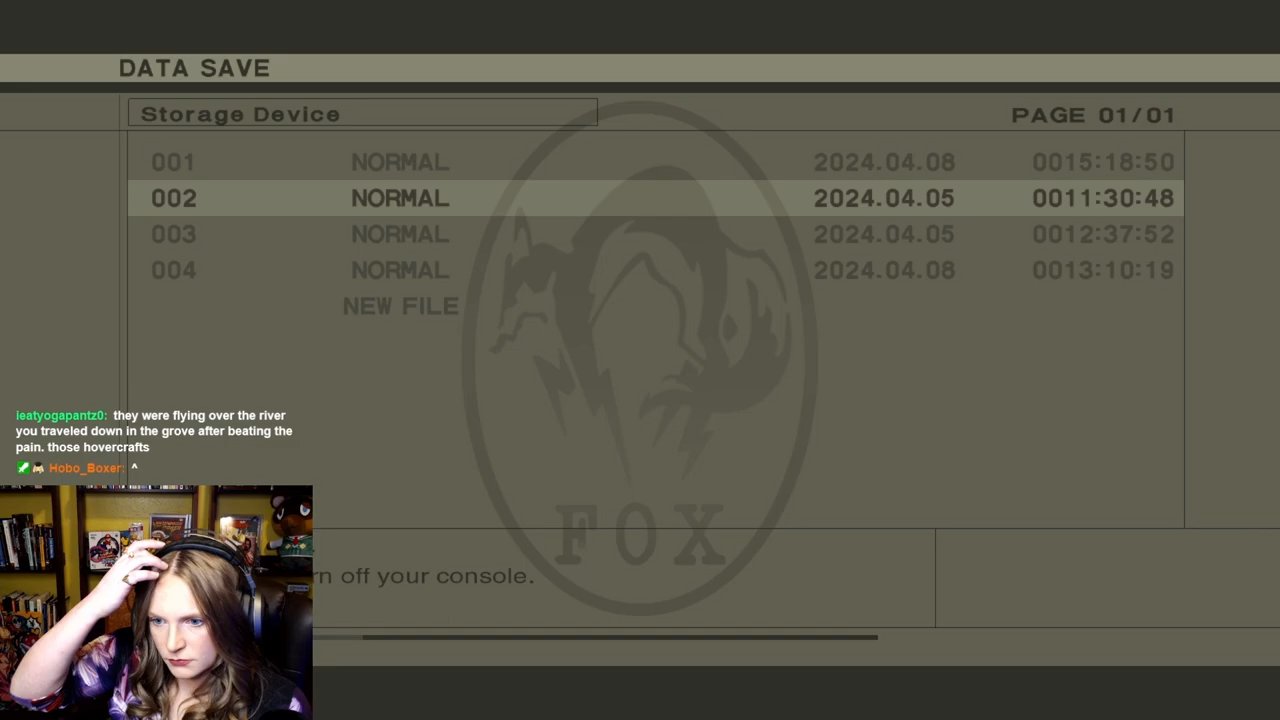 DATA SAVE
Storage Device
PAGE 01/01
001 NORMAL 2024.04.08 0015:18:50
002 NORMAL 2024.04.05 0011:30:48
003 NORMAL 2024.04.05 0012:37:52
004 NORMAL 2024.04.08 0013:10:19
NEW FILE
leatyogapantz0: they were flying over the river
you traveled down in the grove after beating the
pain. those hovercrafts
Hobo_Boxer: ^
FOX
off your console.